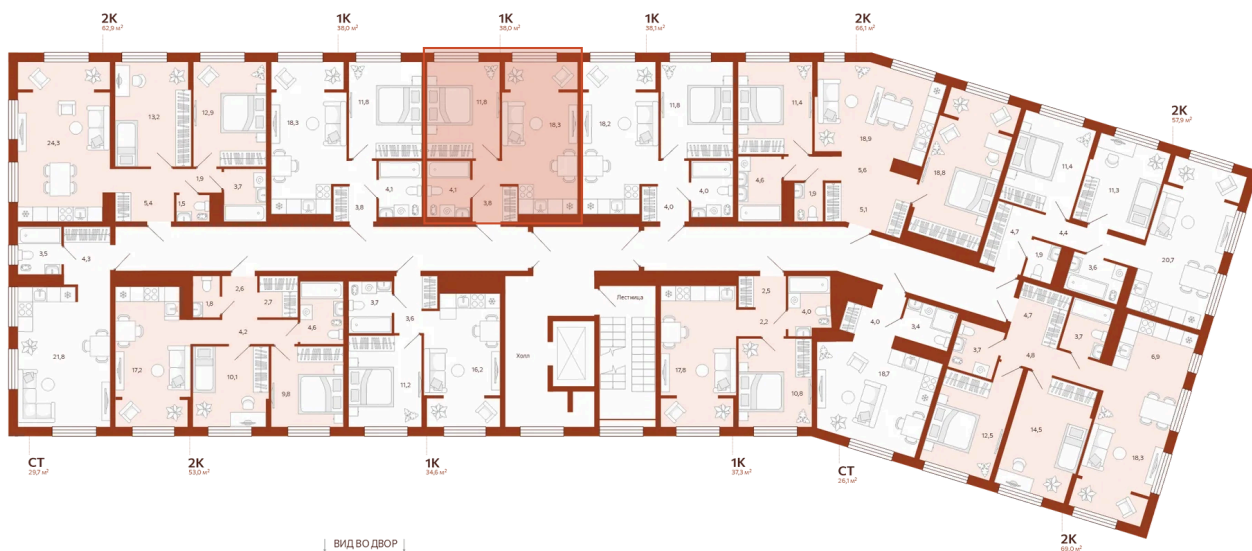 2К
62,9 м²
1К
38,0 м²
1К
38,0 м²
1К
38,1 м²
2К
66,1 м²
2К
57,9 м²
24,3
13,2
12,9
1,9
3,7
5,4
1,5
18,3
11,8
4,1
3,8
11,8
18,3
4,1
3,8
18,2
11,8
4,0
4,0
11,4
18,9
4,6
1,9
5,6
5,1
18,8
11,4
11,3
4,7
4,4
1,9
3,6
20,7
3,5
4,3
21,8
1,8
2,6
2,7
4,2
4,6
17,2
10,1
9,8
3,7
3,6
11,2
16,2
Холл
Лестница
2,5
2,2
4,0
17,8
10,8
4,0
3,4
18,7
3,7
4,7
4,8
3,7
6,9
12,5
14,5
18,3
СТ
29,7 м²
2К
53,0 м²
1К
34,6 м²
1К
37,3 м²
СТ
26,1 м²
2К
69,0 м²
ВИД ВО ДВОР